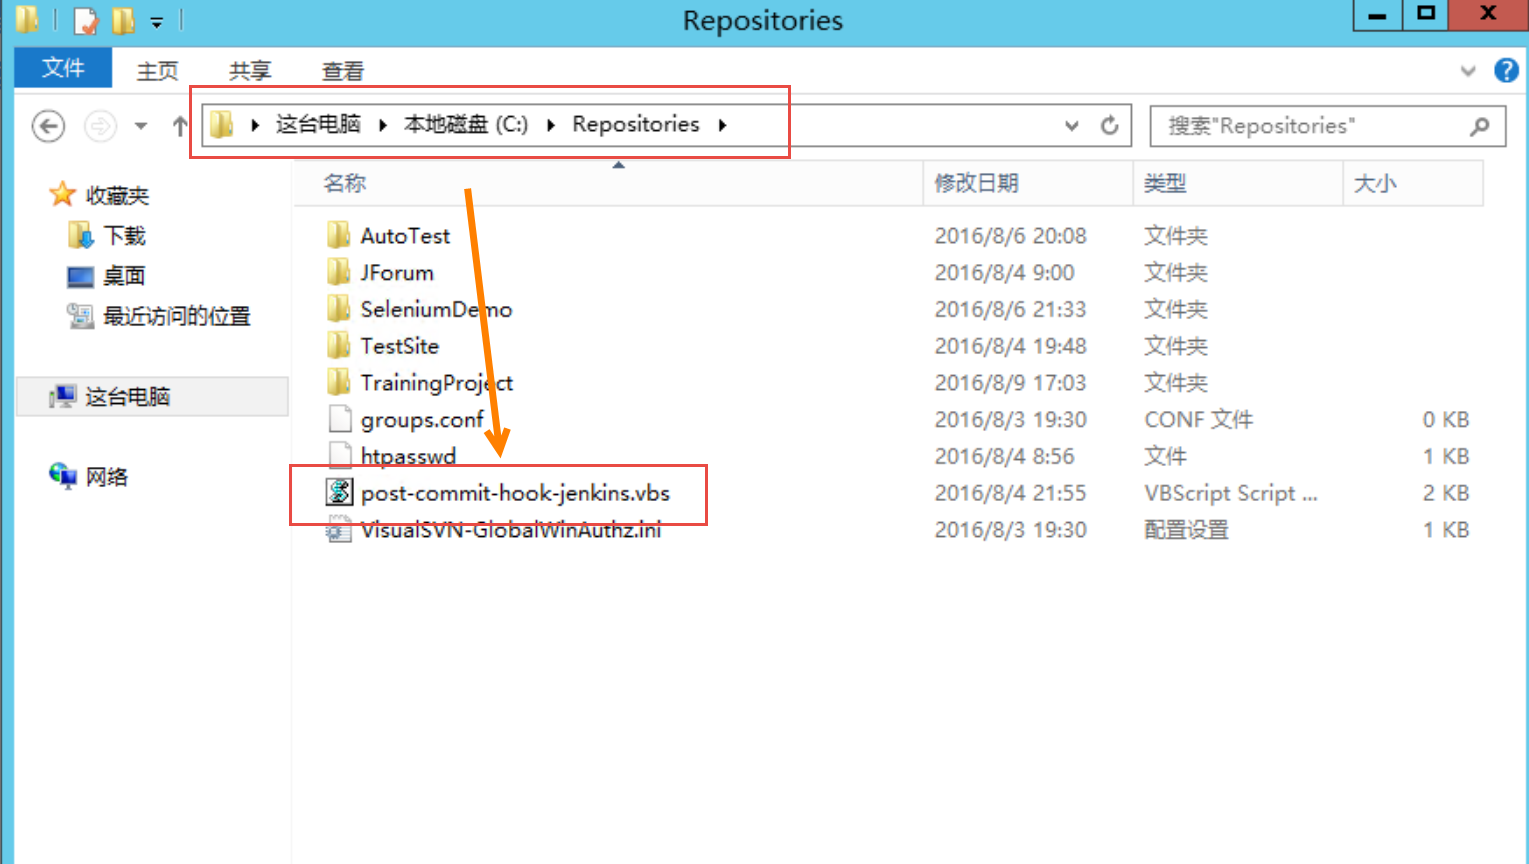 Repositories
文件 主页 共享 查看
这台电脑 本地磁盘 (C:) Repositories 搜索"Repositories"
名称 修改日期 类型 大小
收藏夹
下载
桌面
最近访问的位置
这台电脑
网络
AutoTest 2016/8/6 20:08 文件夹
JForum 2016/8/4 9:00 文件夹
SeleniumDemo 2016/8/6 21:33 文件夹
TestSite 2016/8/4 19:48 文件夹
TrainingProject 2016/8/9 17:03 文件夹
groups.conf 2016/8/3 19:30 CONF 文件 0 KB
htpasswd 2016/8/4 8:56 文件 1 KB
post-commit-hook-jenkins.vbs 2016/8/4 21:55 VBScript Script ... 2 KB
VisualSVN-GlobalWinAuthz.ini 2016/8/3 19:30 配置设置 1 KB